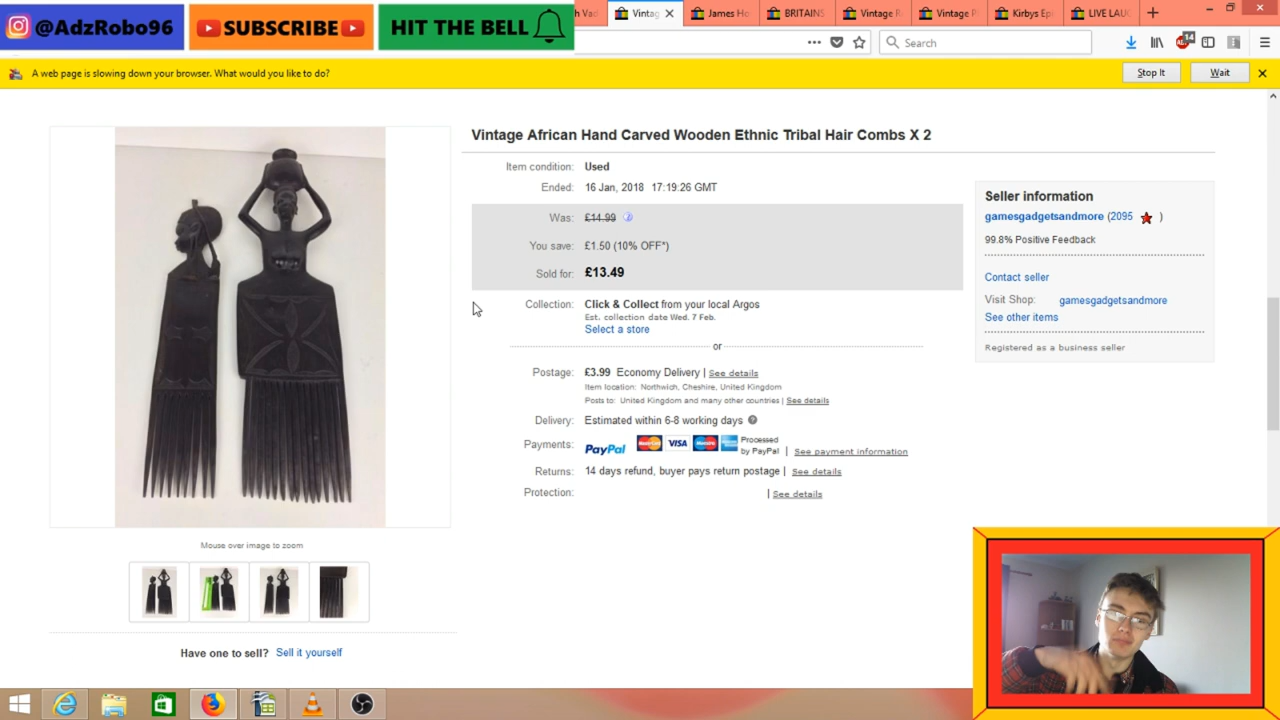 @AdzRobo96
SUBSCRIBE
HIT THE BELL
h Vad
Vintag
James Ho
BRITAINS
Vintage R
Vintage P
Kirbys Ep
LIVE LAU
Search
14
A web page is slowing down your browser. What would you like to do?
Stop It
Wait
Vintage African Hand Carved Wooden Ethnic Tribal Hair Combs X 2
Item condition: Used
Ended: 16 Jan, 2018 17:19:26 GMT
Was: £14.99
You save: £1.50 (10% OFF*)
Sold for: £13.49
Collection: Click & Collect from your local Argos
Est. collection date Wed. 7 Feb.
Select a store
or
Postage: £3.99 Economy Delivery | See details
Item location: Northwich, Cheshire, United Kingdom
Posts to: United Kingdom and many other countries | See details
Delivery: Estimated within 6-8 working days
Payments: PayPal MasterCard VISA Maestro Processed by PayPal | See payment information
Returns: 14 days refund, buyer pays return postage | See details
Protection: | See details
Seller information
gamesgadgetsandmore (2095 )
99.8% Positive Feedback
Contact seller
Visit Shop: gamesgadgetsandmore
See other items
Registered as a business seller
Mouse over image to zoom
Have one to sell? Sell it yourself